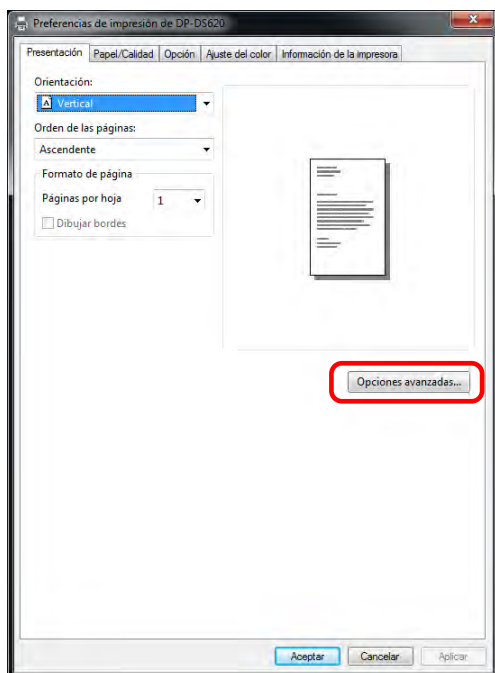 Preferencias de impresión de DP-DS620
Presentación Papel/Calidad Opción Ajuste del color Información de la impresora
Orientación:
A Vertical
Orden de las páginas:
Ascendente
Formato de página
Páginas por hoja 1
Dibujar bordes
Opciones avanzadas...
Aceptar Cancelar Aplicar